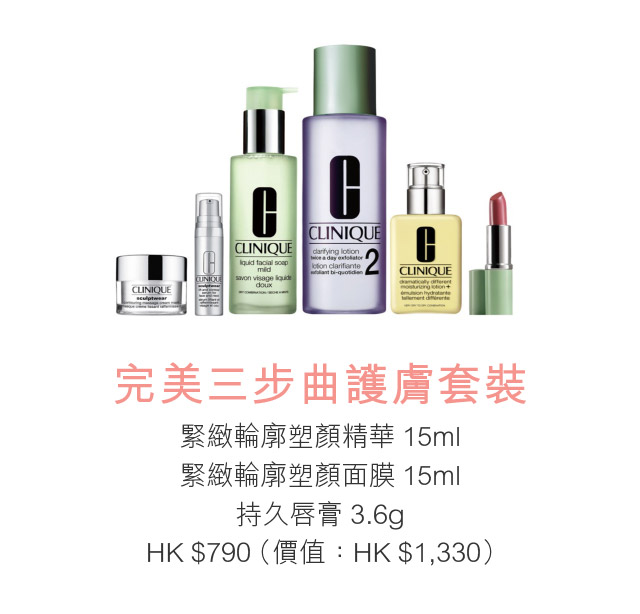 CLINIQUE
sculptwear
CLINIQUE
sculptwear
CLINIQUE
liquid facial soap
mild
savon visage liquide
doux
CLINIQUE
clarifying lotion
twice a day exfoliator
lotion clarifiante
exfoliant bi-quotidien
2
CLINIQUE
dramatically different
moisturizing lotion +
émulsion hydratante
tellement différente
完美三步曲護膚套裝
緊緻輪廓塑顏精華 15ml
緊緻輪廓塑顏面膜 15ml
持久唇膏 3.6g
HK $790（價值：HK $1,330）